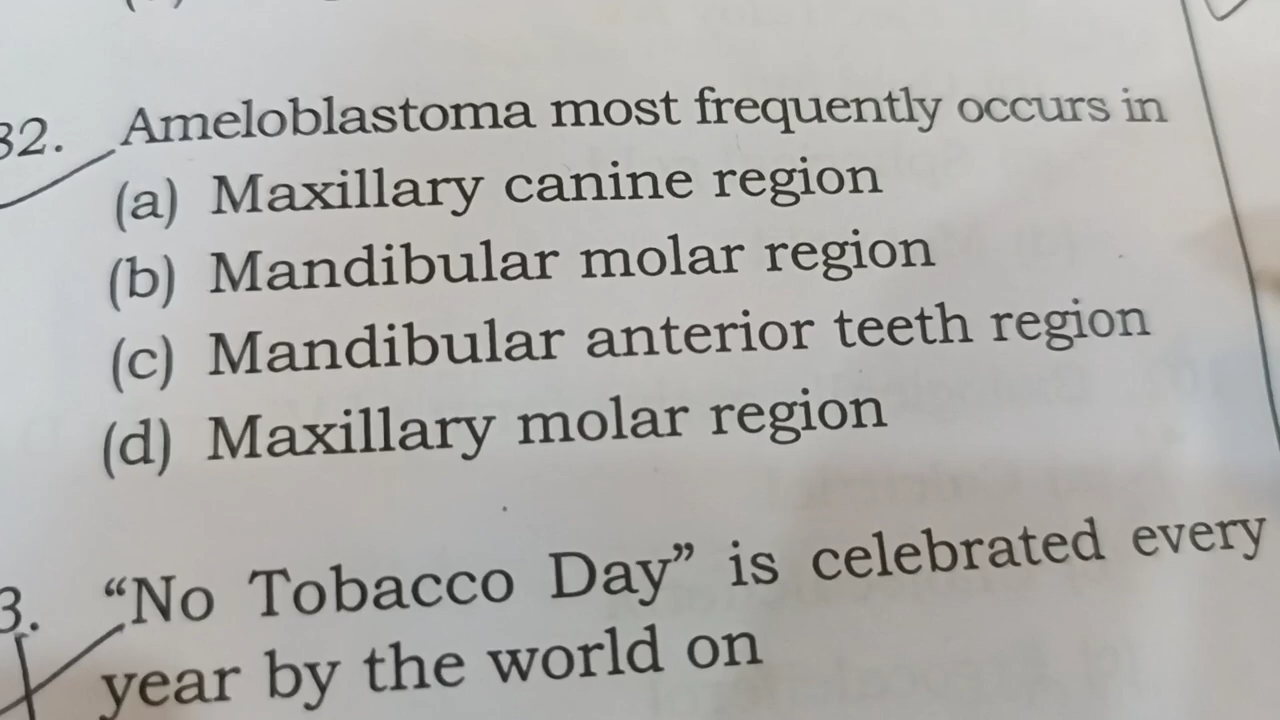 32. Ameloblastoma most frequently occurs in
(a) Maxillary canine region
(b) Mandibular molar region
(c) Mandibular anterior teeth region
(d) Maxillary molar region
3. “No Tobacco Day” is celebrated every
year by the world on